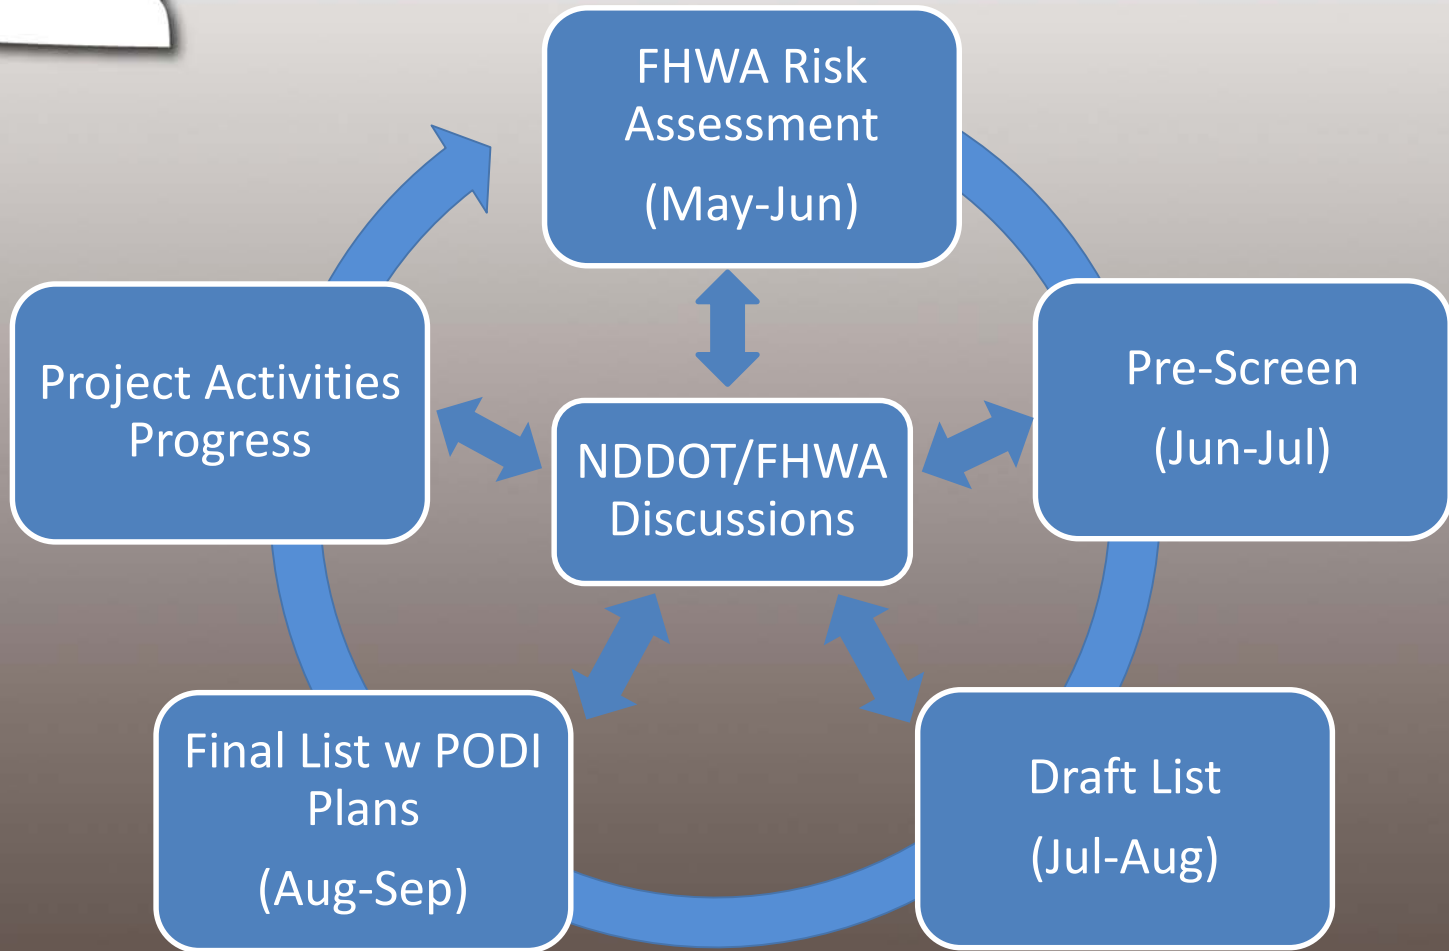 FHWA Risk
Assessment
(May-Jun)
Pre-Screen
(Jun-Jul)
Draft List
(Jul-Aug)
Final List w PODI
Plans
(Aug-Sep)
Project Activities
Progress
NDDOT/FHWA
Discussions